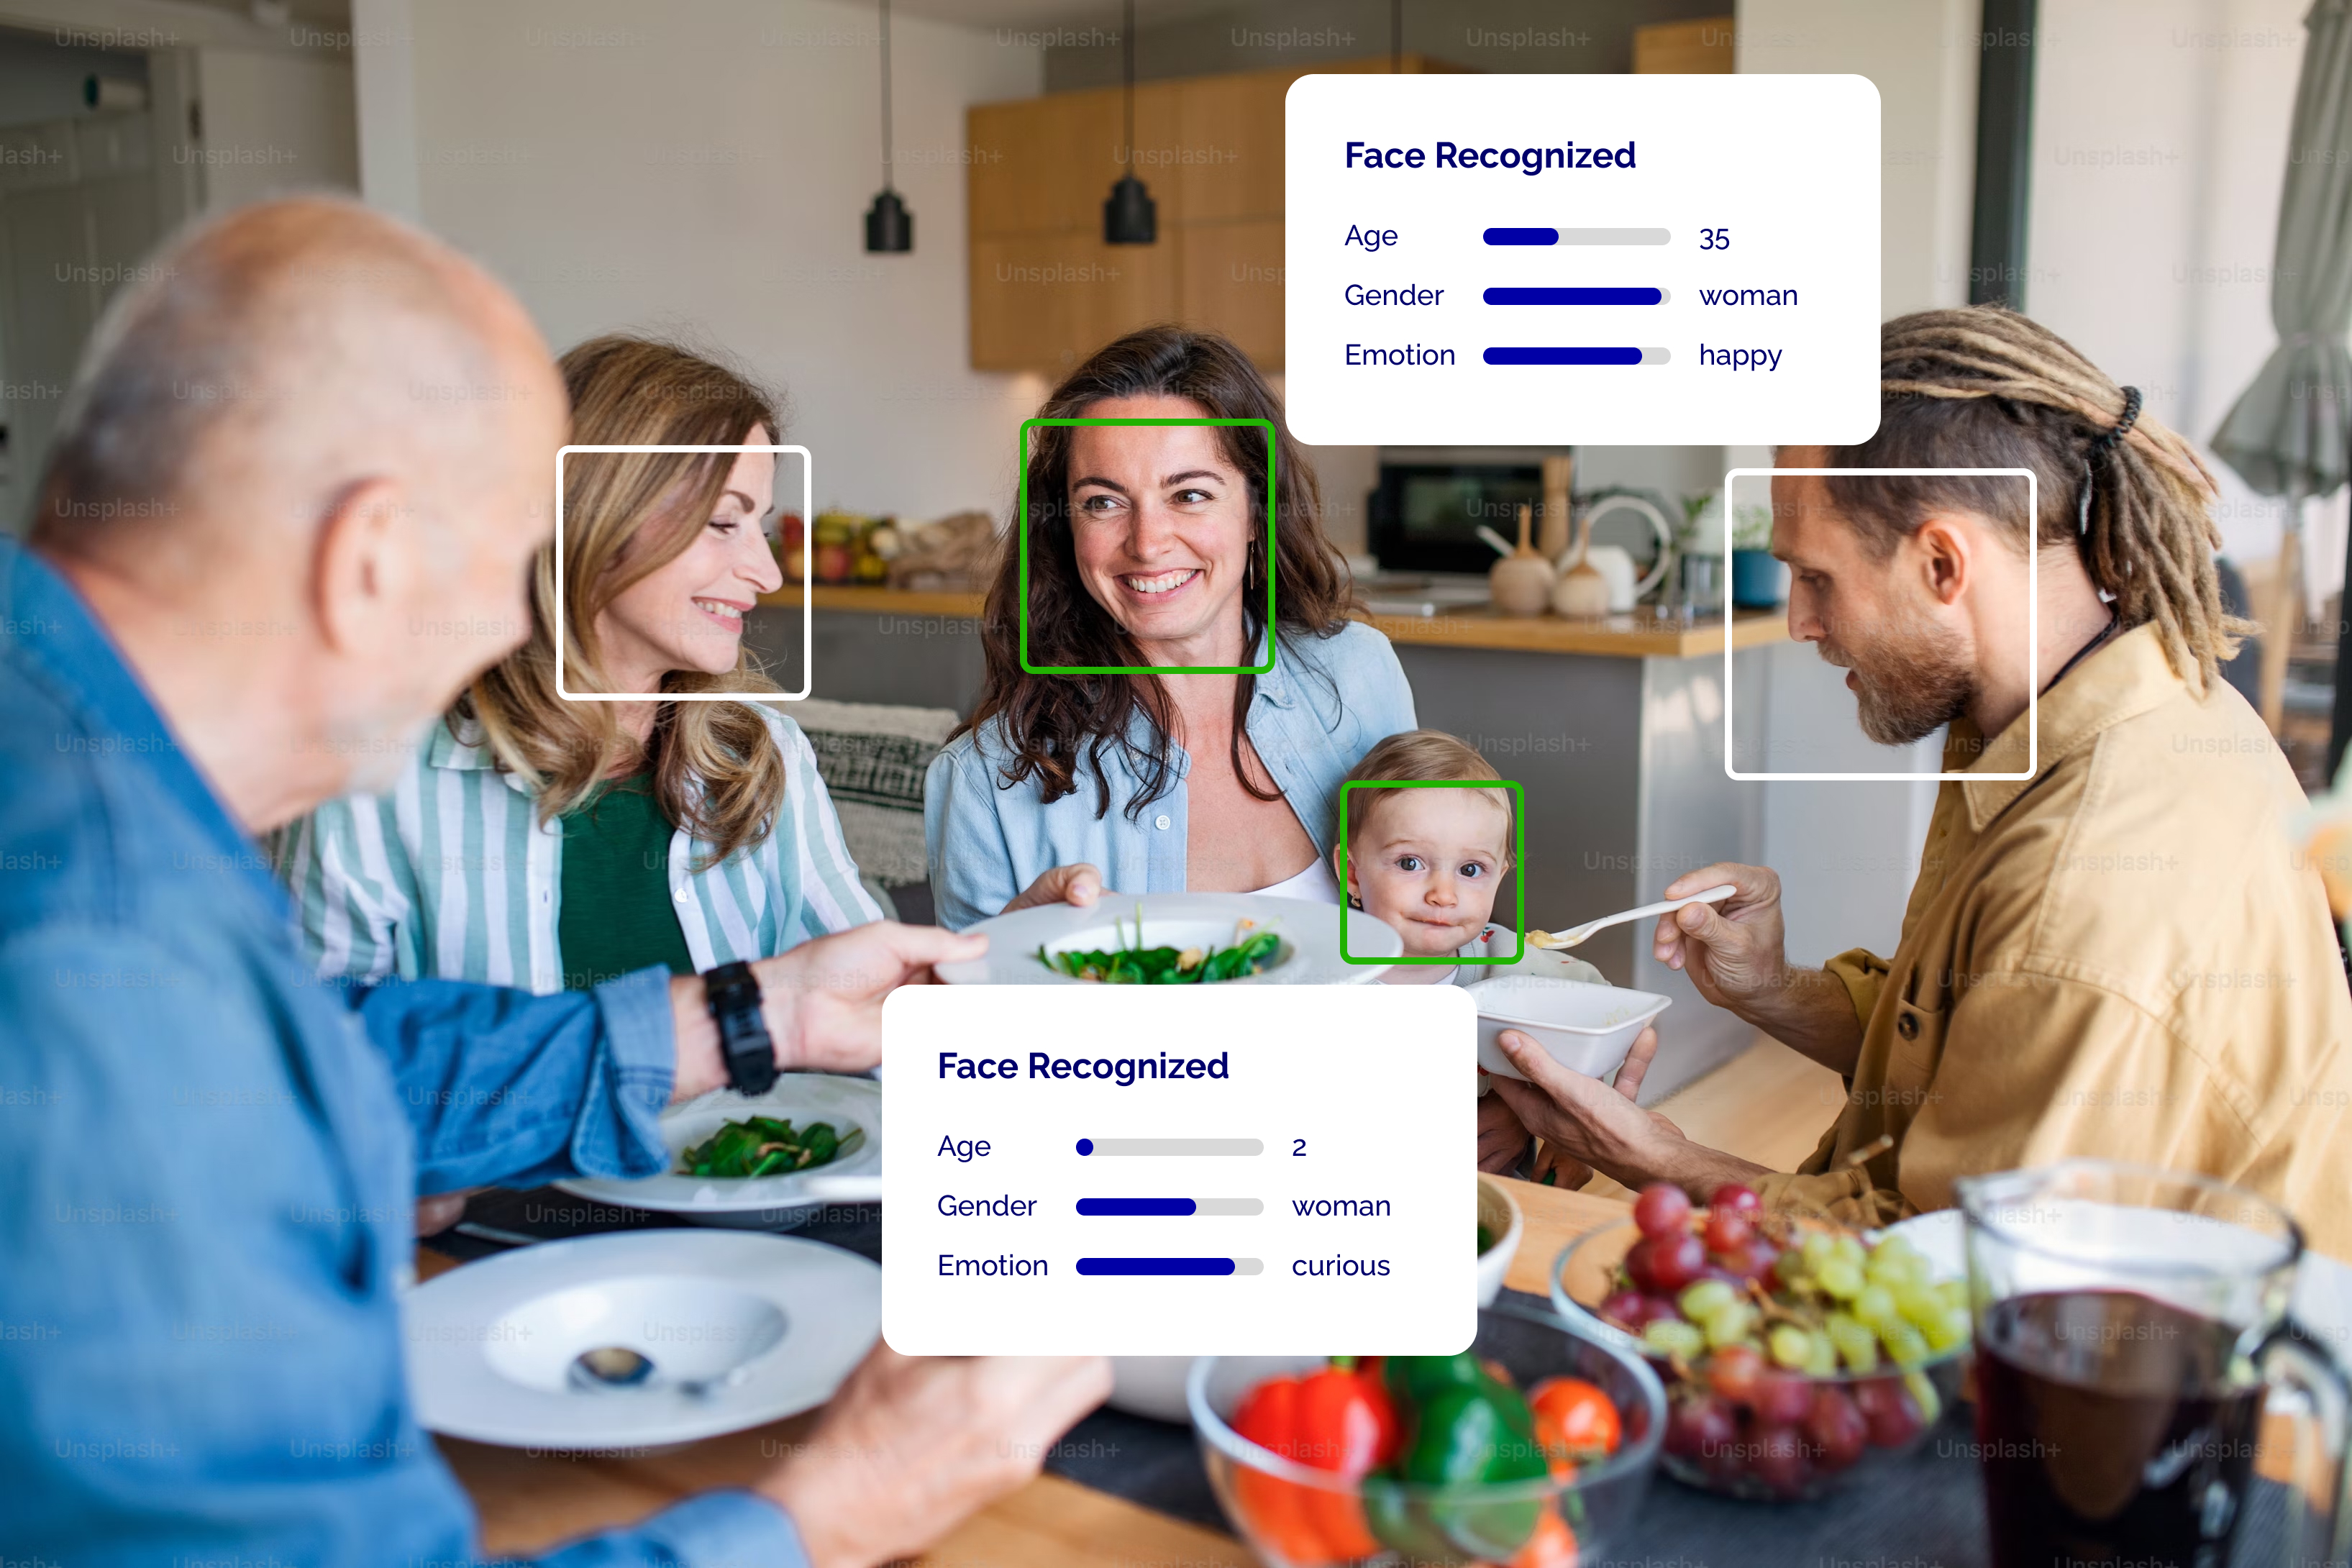 Face Recognized
Age 35
Gender woman
Emotion happy
Face Recognized
Age 2
Gender woman
Emotion curious
Unsplash+